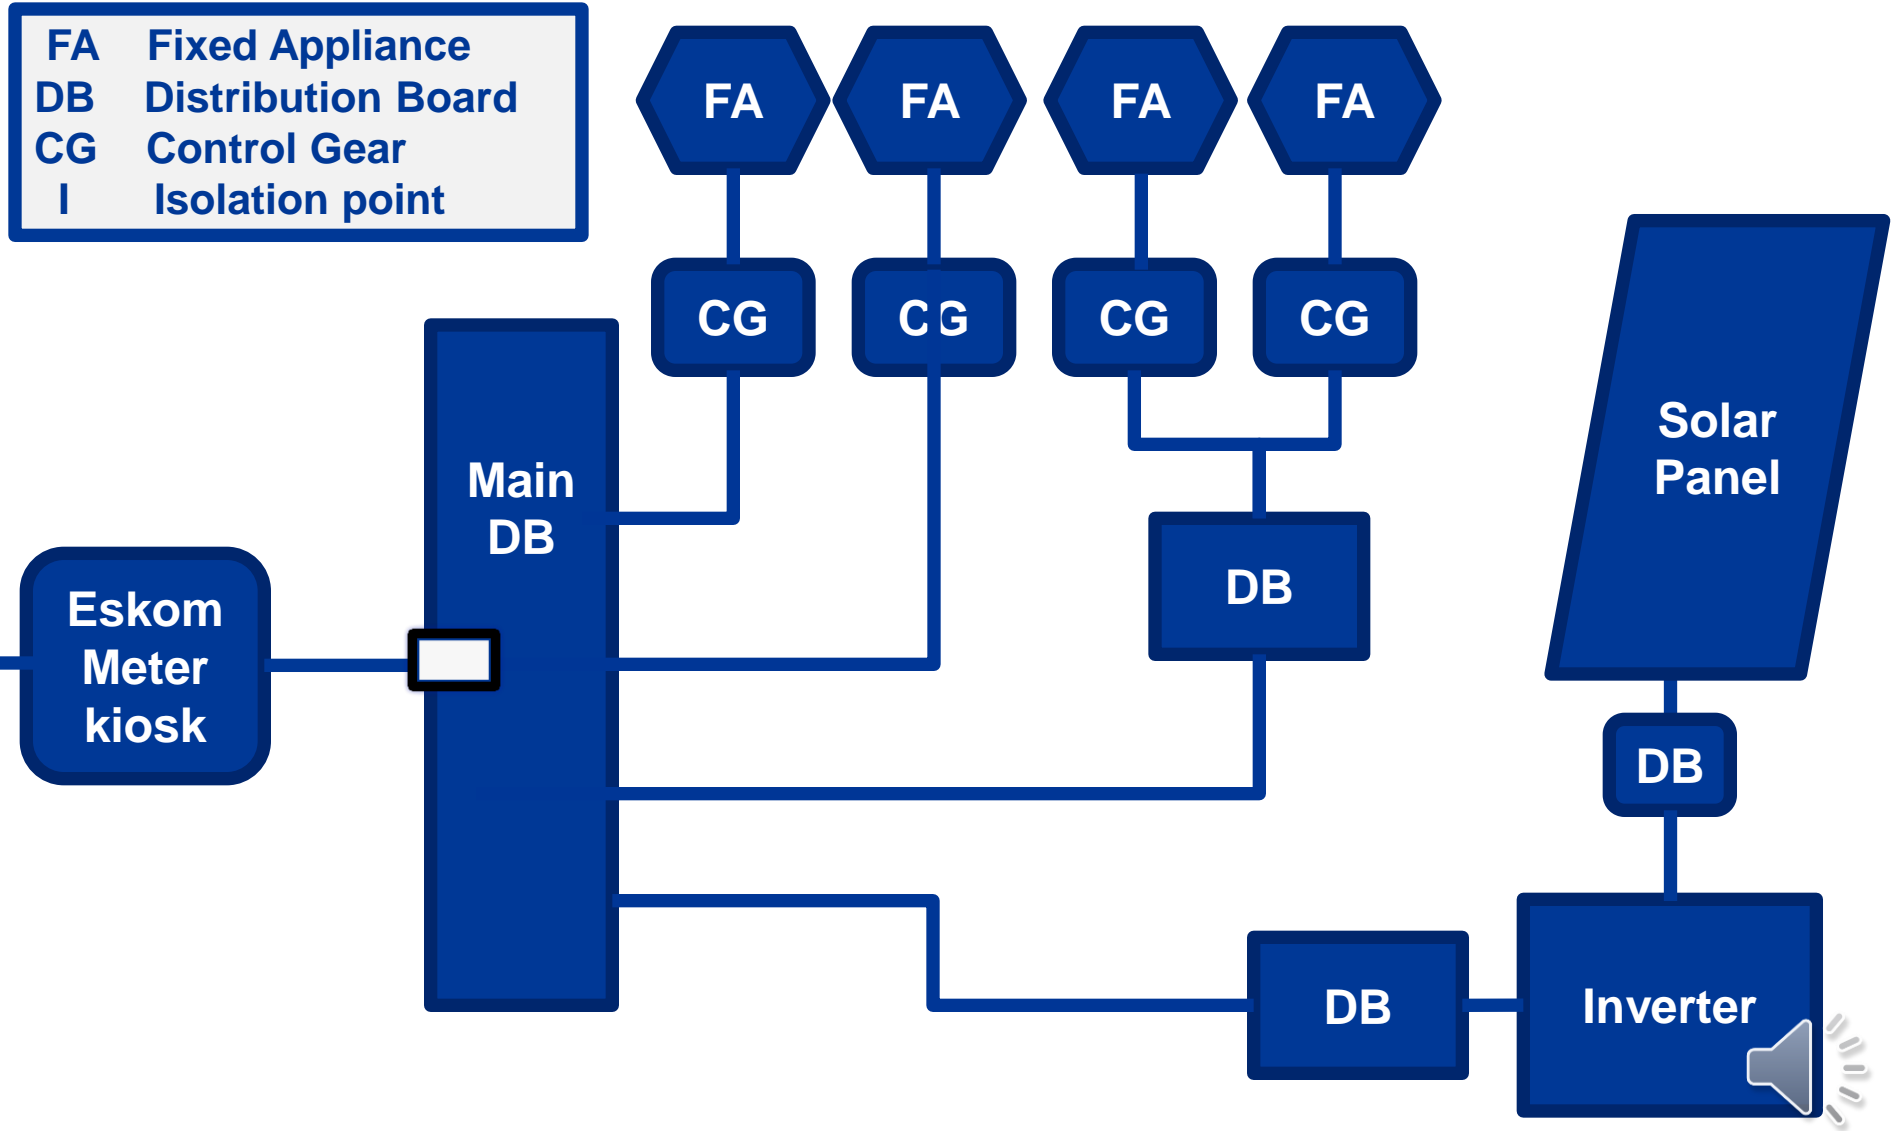 FA Fixed Appliance
DB Distribution Board
CG Control Gear
I Isolation point
FA
FA
FA
FA
CG
CG
CG
CG
Main
DB
Solar
Panel
DB
Eskom
Meter
kiosk
DB
DB
Inverter